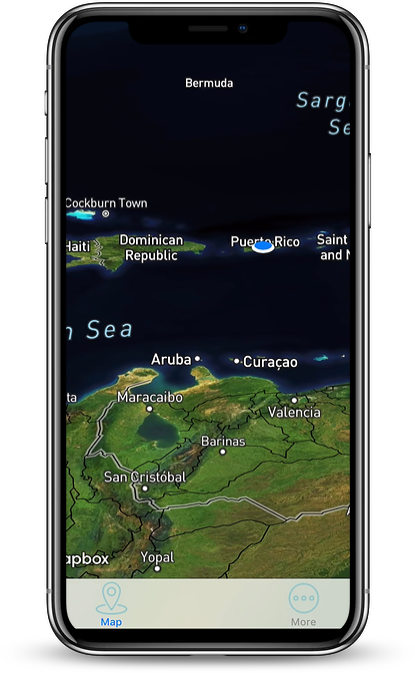 Bermuda
Sarg
Se
Cockburn Town
Haiti
Dominican
Republic
Puerto Rico
Saint
and M
n Sea
Aruba
Curaçao
ta
Maracaibo
Valencia
Barinas
San Cristóbal
apbox
Yopal
Map
More